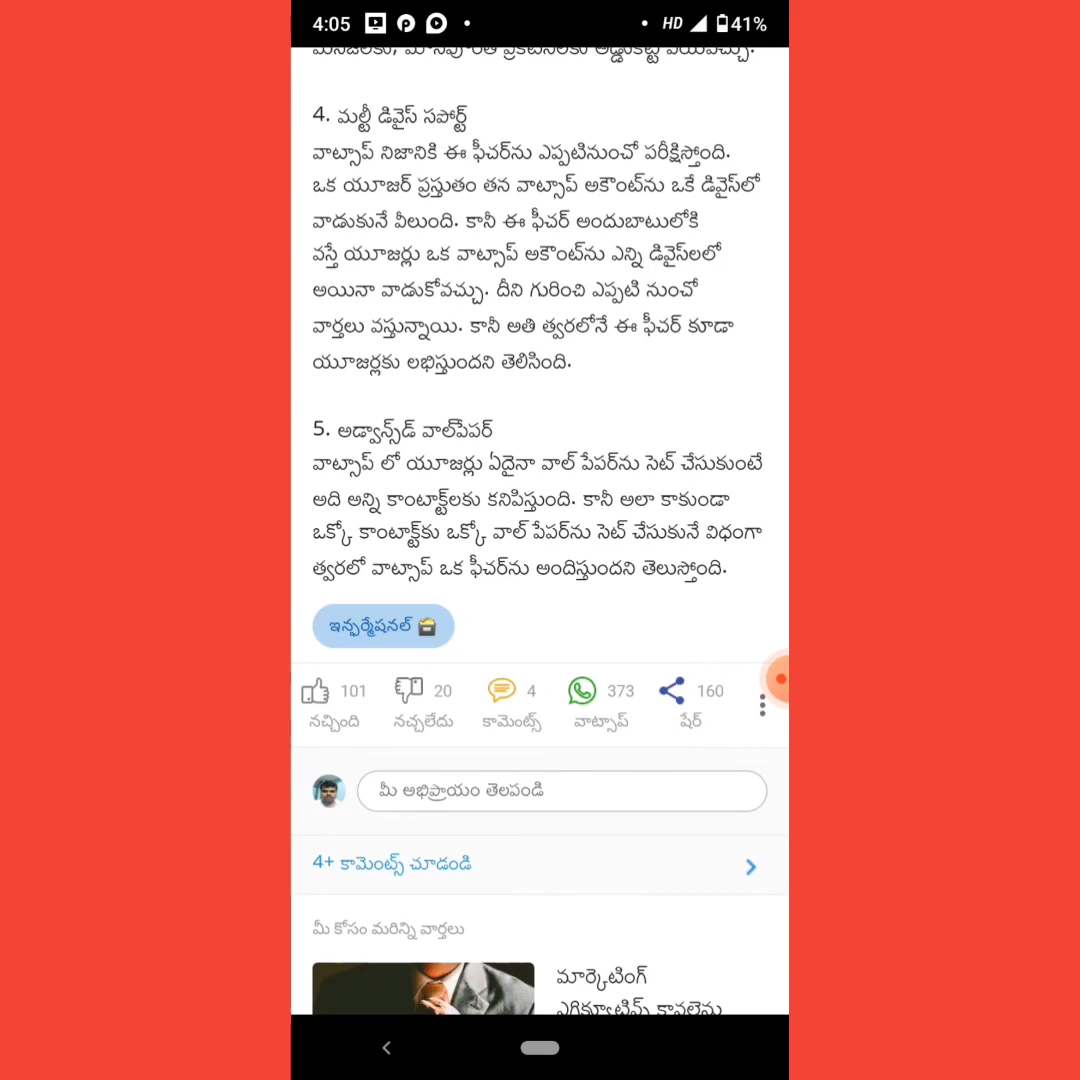 4:05
HD
41%
4. మల్టీ డివైస్ సపోర్ట్
వాట్సాప్ నిజానికి ఈ ఫీచర్‌ను ఎప్పటినుంచో పరీక్షిస్తోంది.
ఒక యూజర్ ప్రస్తుతం తన వాట్సాప్ అకౌంట్‌ను ఒకే డివైస్‌లో
వాడుకునే వీలుంది. కానీ ఈ ఫీచర్ అందుబాటులోకి
వస్తే యూజర్లు ఒక వాట్సాప్ అకౌంట్‌ను ఎన్ని డివైస్‌లలో
అయినా వాడుకోవచ్చు. దీని గురించి ఎప్పటి నుంచో
వార్తలు వస్తున్నాయి. కానీ అతి త్వరలోనే ఈ ఫీచర్ కూడా
యూజర్లకు లభిస్తుందని తెలిసింది.
5. అడ్వాన్స్‌డ్ వాల్‌పేపర్
వాట్సాప్ లో యూజర్లు ఏదైనా వాల్ పేపర్‌ను సెట్ చేసుకుంటే
అది అన్ని కాంటాక్ట్‌లకు కనిపిస్తుంది. కానీ అలా కాకుండా
ఒక్కో కాంటాక్ట్‌కు ఒక్కో వాల్ పేపర్‌ను సెట్ చేసుకునే విధంగా
త్వరలో వాట్సాప్ ఒక ఫీచర్‌ను అందిస్తుందని తెలుస్తోంది.
ఇన్ఫర్మేషనల్
101 20 4 373 160
నచ్చింది నచ్చలేదు కామెంట్స్ వాట్సాప్ షేర్
మీ అభిప్రాయం తెలపండి
4+ కామెంట్స్ చూడండి
మీ కోసం మరిన్ని వార్తలు
మార్కెటింగ్